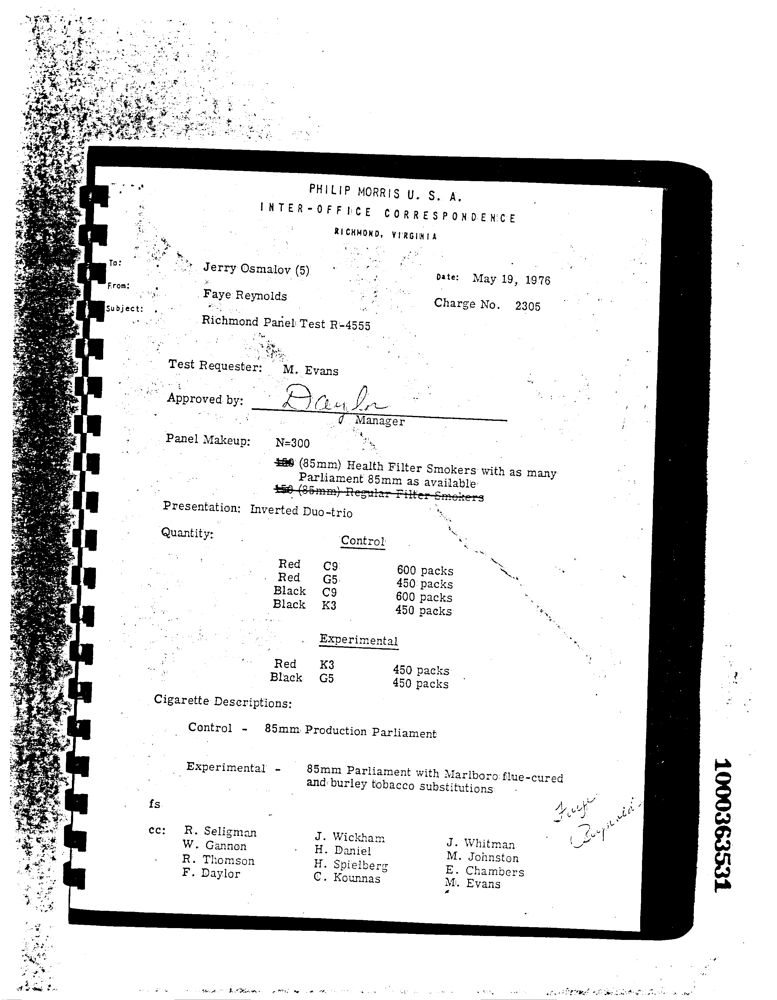 PHILIP MORRIS U. S. A.
INTER-OFFICE CORRESPONDENCE
RICHMOND, VIRGINIA
To: Jerry Osmalov (5) Date: May 19, 1976
From: Faye Reynolds Charge No. 2305
Subject: Richmond Panel Test R-4555
Test Requester: M. Evans
Approved by: Daylor
Manager
Panel Makeup: N=300
150 (85mm) Health Filter Smokers with as many
Parliament 85mm as available
150 (85mm) Regular Filter Smokers
Presentation: Inverted Duo-trio
Quantity:
Control
Red C9 600 packs
Red G5 450 packs
Black C9 600 packs
Black K3 450 packs
Experimental
Red K3 450 packs
Black G5 450 packs
Cigarette Descriptions:
Control - 85mm Production Parliament
Experimental - 85mm Parliament with Marlboro flue-cured
and burley tobacco substitutions
Faye
Reynolds
fs
cc: R. Seligman J. Wickham J. Whitman
W. Gannon H. Daniel M. Johnston
R. Thomson H. Spielberg E. Chambers
F. Daylor C. Kounnas M. Evans
1000363531